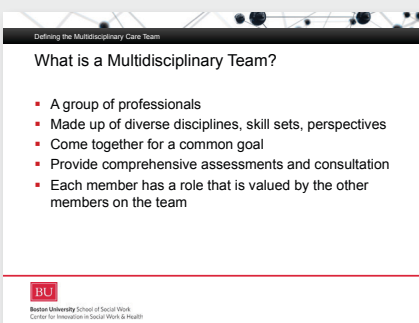 Defining the Multidisciplinary Care Team
What is a Multidisciplinary Team?
A group of professionals
Made up of diverse disciplines, skill sets, perspectives
Come together for a common goal
Provide comprehensive assessments and consultation
Each member has a role that is valued by the other
members on the team
BU
Boston University School of Social Work
Center for Innovation in Social Work & Health